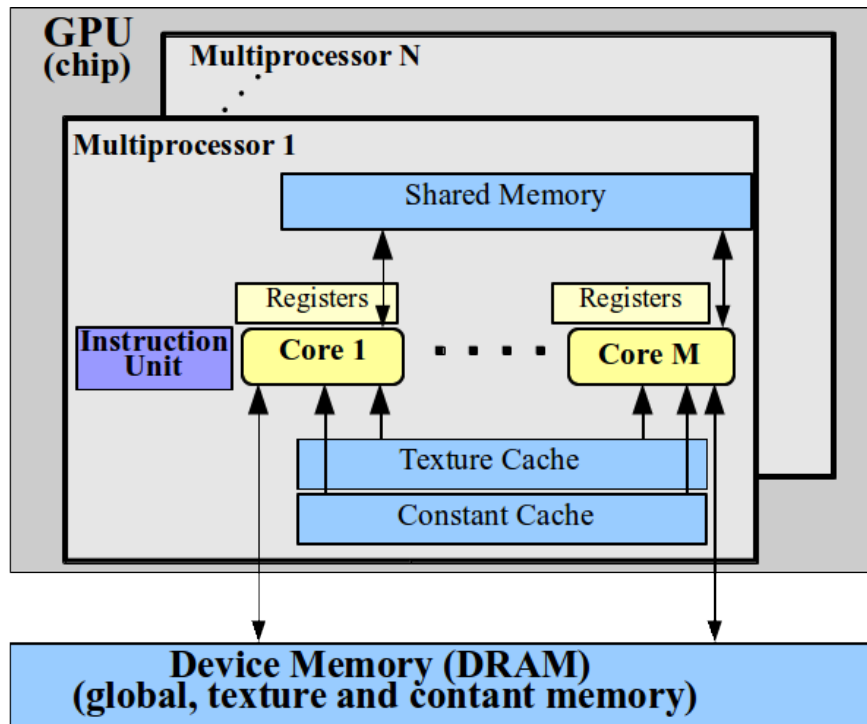 GPU
(chip)
Multiprocessor N
Multiprocessor 1
Shared Memory
Registers
Registers
Instruction
Unit
Core 1
Core M
Texture Cache
Constant Cache
Device Memory (DRAM)
(global, texture and contant memory)